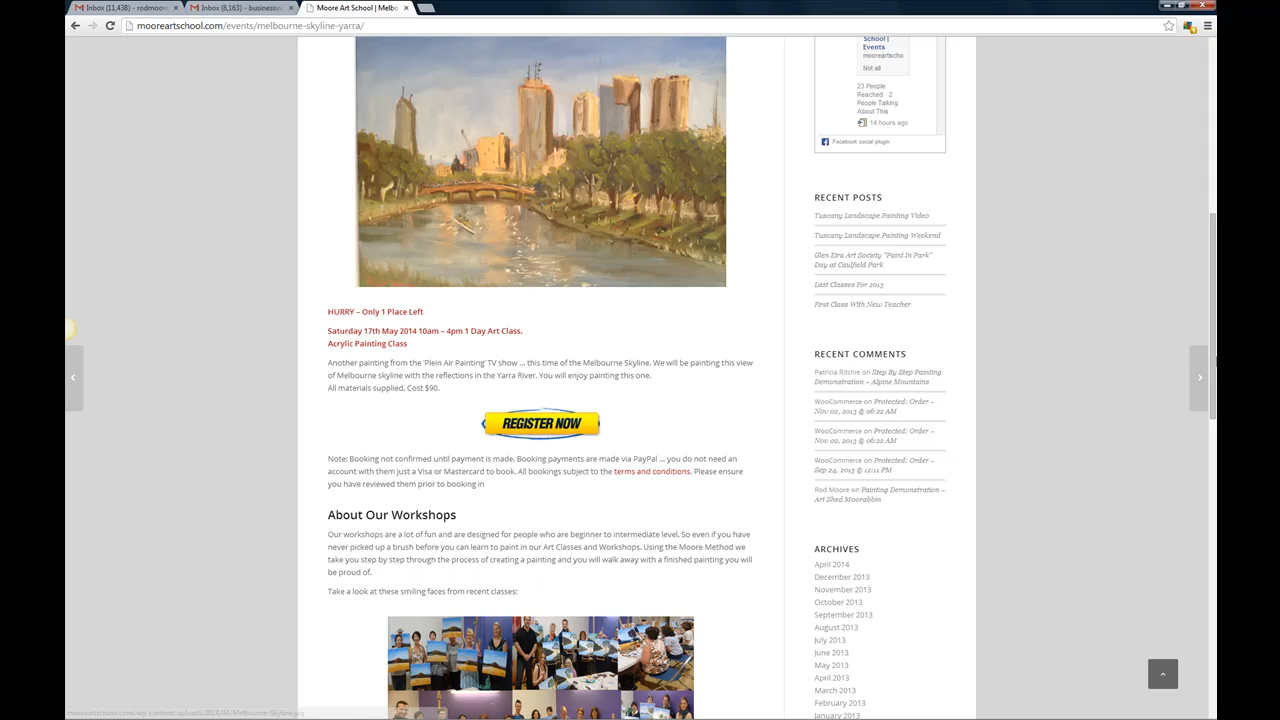 Inbox (11,438) - rodmoor
Inbox (8,163) - business
Moore Art School | Melbo
mooreartschool.com/events/melbourne-skyline-yarra/
School |
Events
mooreartscho
Not all
23 People
Reached · 2
People Talking
About This
14 hours ago
Facebook social plugin
HURRY – Only 1 Place Left
Saturday 17th May 2014 10am – 4pm 1 Day Art Class.
Acrylic Painting Class
Another painting from the 'Plein Air Painting' TV show ... this time of the Melbourne Skyline. We will be painting this view
of Melbourne skyline with the reflections in the Yarra River. You will enjoy painting this one.
All materials supplied. Cost $90.
REGISTER NOW
Note: Booking not confirmed until payment is made. Booking payments are made via PayPal ... you do not need an
account with them just a Visa or Mastercard to book. All bookings subject to the terms and conditions. Please ensure
you have reviewed them prior to booking in
About Our Workshops
Our workshops are a lot of fun and are designed for people who are beginner to intermediate level. So even if you have
never picked up a brush before you can learn to paint in our Art Classes and Workshops. Using the Moore Method we
take you step by step through the process of creating a painting and you will walk away with a finished painting you will
be proud of.
Take a look at these smiling faces from recent classes:
RECENT POSTS
Tuscany Landscape Painting Video
Tuscany Landscape Painting Weekend
Glen Eira Art Society "Paint In Park"
Day at Caulfield Park
Last Classes For 2013
First Class With New Teacher
RECENT COMMENTS
Patricia Ritchie on Step By Step Painting
Demonstration – Alpine Mountains
WooCommerce on Protected: Order –
Nov 02, 2013 @ 06:22 AM
WooCommerce on Protected: Order –
Nov 02, 2013 @ 06:22 AM
WooCommerce on Protected: Order –
Sep 24, 2013 @ 12:11 PM
Rod Moore on Painting Demonstration –
Art Shed Moorabbin
ARCHIVES
April 2014
December 2013
November 2013
October 2013
September 2013
August 2013
July 2013
June 2013
May 2013
April 2013
March 2013
February 2013
January 2013
mooreartschool.com/wp-content/uploads/2014/04/Melbourne-Skyline.jpg